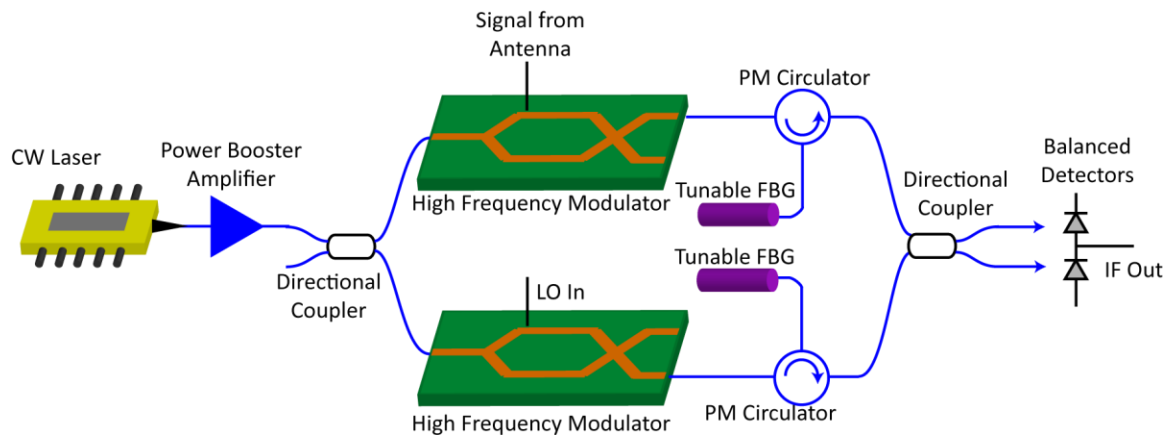 Signal from
Antenna
PM Circulator
CW Laser
Power Booster
Amplifier
Balanced
Detectors
Tunable FBG
Directional
Coupler
High Frequency Modulator
Tunable FBG
IF Out
Directional
Coupler
LO In
PM Circulator
High Frequency Modulator